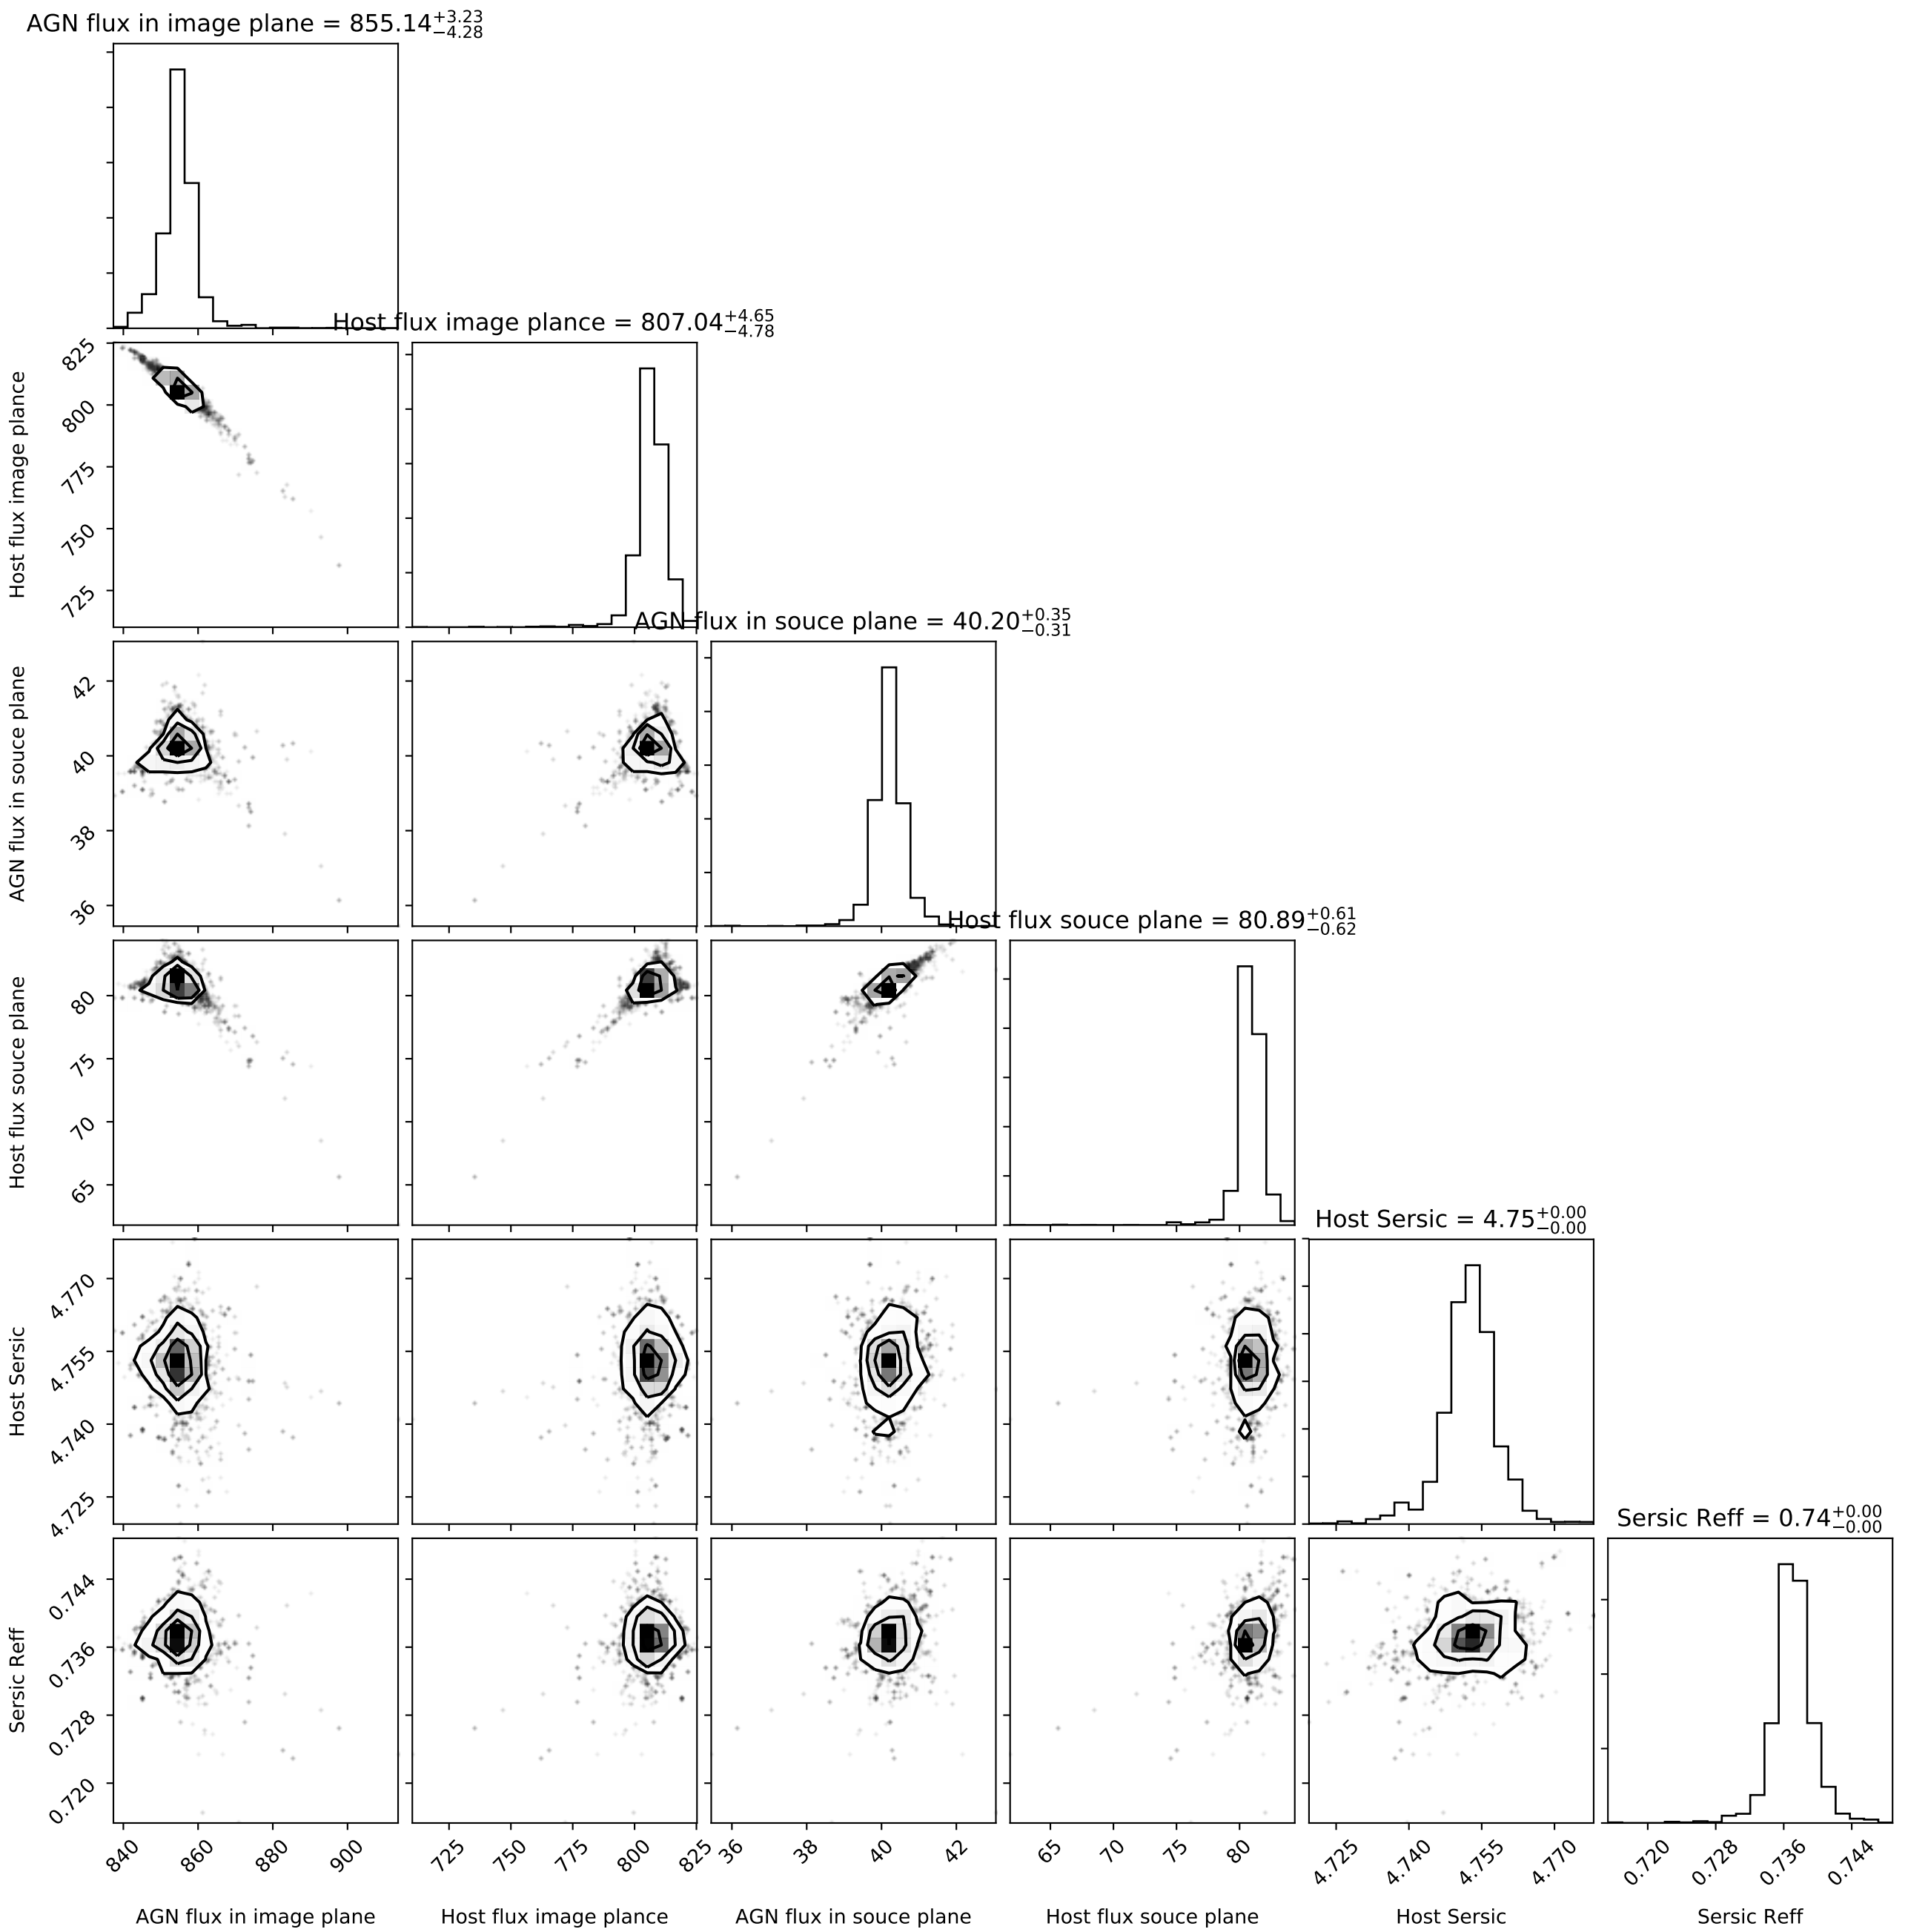 AGN flux in image plane = 855.14 +3.23 −4.28
Host flux image plance = 807.04 +4.65 −4.78
825
800
775
750
725
Host flux image plance
AGN flux in souce plane = 40.20 +0.35 −0.31
42
40
38
36
AGN flux in souce plane
Host flux souce plane = 80.89 +0.61 −0.62
80
75
70
65
Host flux souce plane
Host Sersic = 4.75 +0.00 −0.00
4.770
4.755
4.740
4.725
Host Sersic
Sersic Reff = 0.74 +0.00 −0.00
0.744
0.736
0.728
0.720
Sersic Reff
840 860 880 900
725 750 775 800 825
36 38 40 42
65 70 75 80
4.725 4.740 4.755 4.770
0.720 0.728 0.736 0.744
AGN flux in image plane
Host flux image plance
AGN flux in souce plane
Host flux souce plane
Host Sersic
Sersic Reff